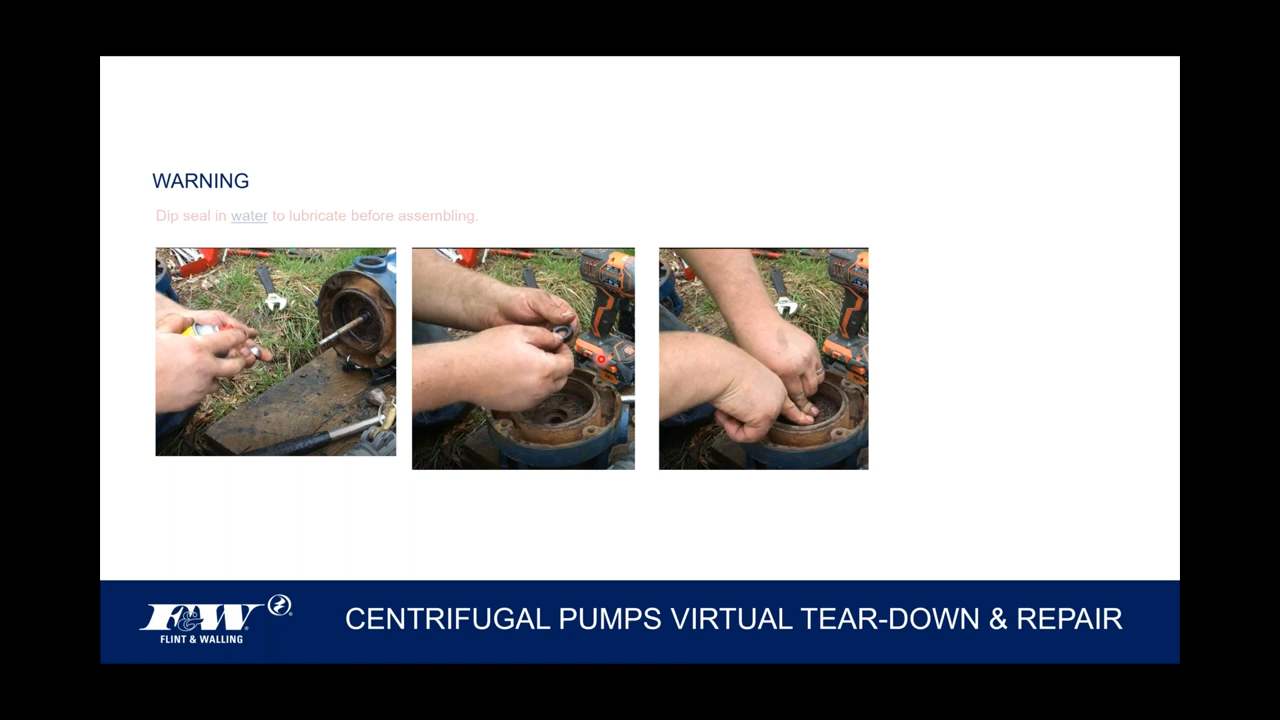 WARNING
Dip seal in water to lubricate before assembling.
F&W
FLINT & WALLING
CENTRIFUGAL PUMPS VIRTUAL TEAR-DOWN & REPAIR